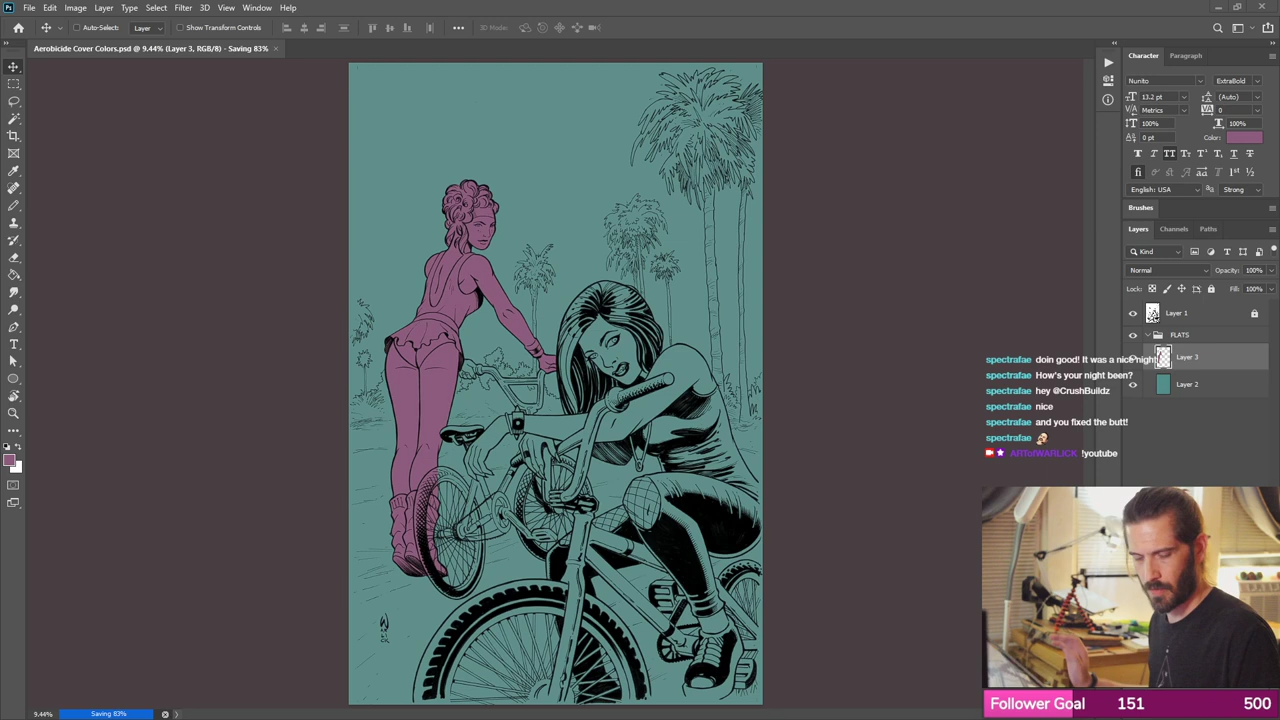 Ps File Edit Image Layer Type Select Filter 3D View Window Help
Auto-Select: Layer Show Transform Controls 3D Mode:
Aerobicide Cover Colors.psd @ 9.44% (Layer 3, RGB/8) - Saving 83% ×
Character Paragraph
Nunito ExtraBold
13.2 pt (Auto)
Metrics 0
100% 100%
0 pt Color:
English: USA aa Strong
Brushes
Layers Channels Paths
Kind
Normal Opacity: 100%
Lock: Fill: 100%
Layer 1
FLATS
Layer 3
Layer 2
spectrafae doin good! It was a nice night
spectrafae How's your night been?
spectrafae hey @CrushBuildz
spectrafae nice
spectrafae and you fixed the butt!
spectrafae
ARTofWARLICK !youtube
Follower Goal 151 500
9.44% Saving 83%